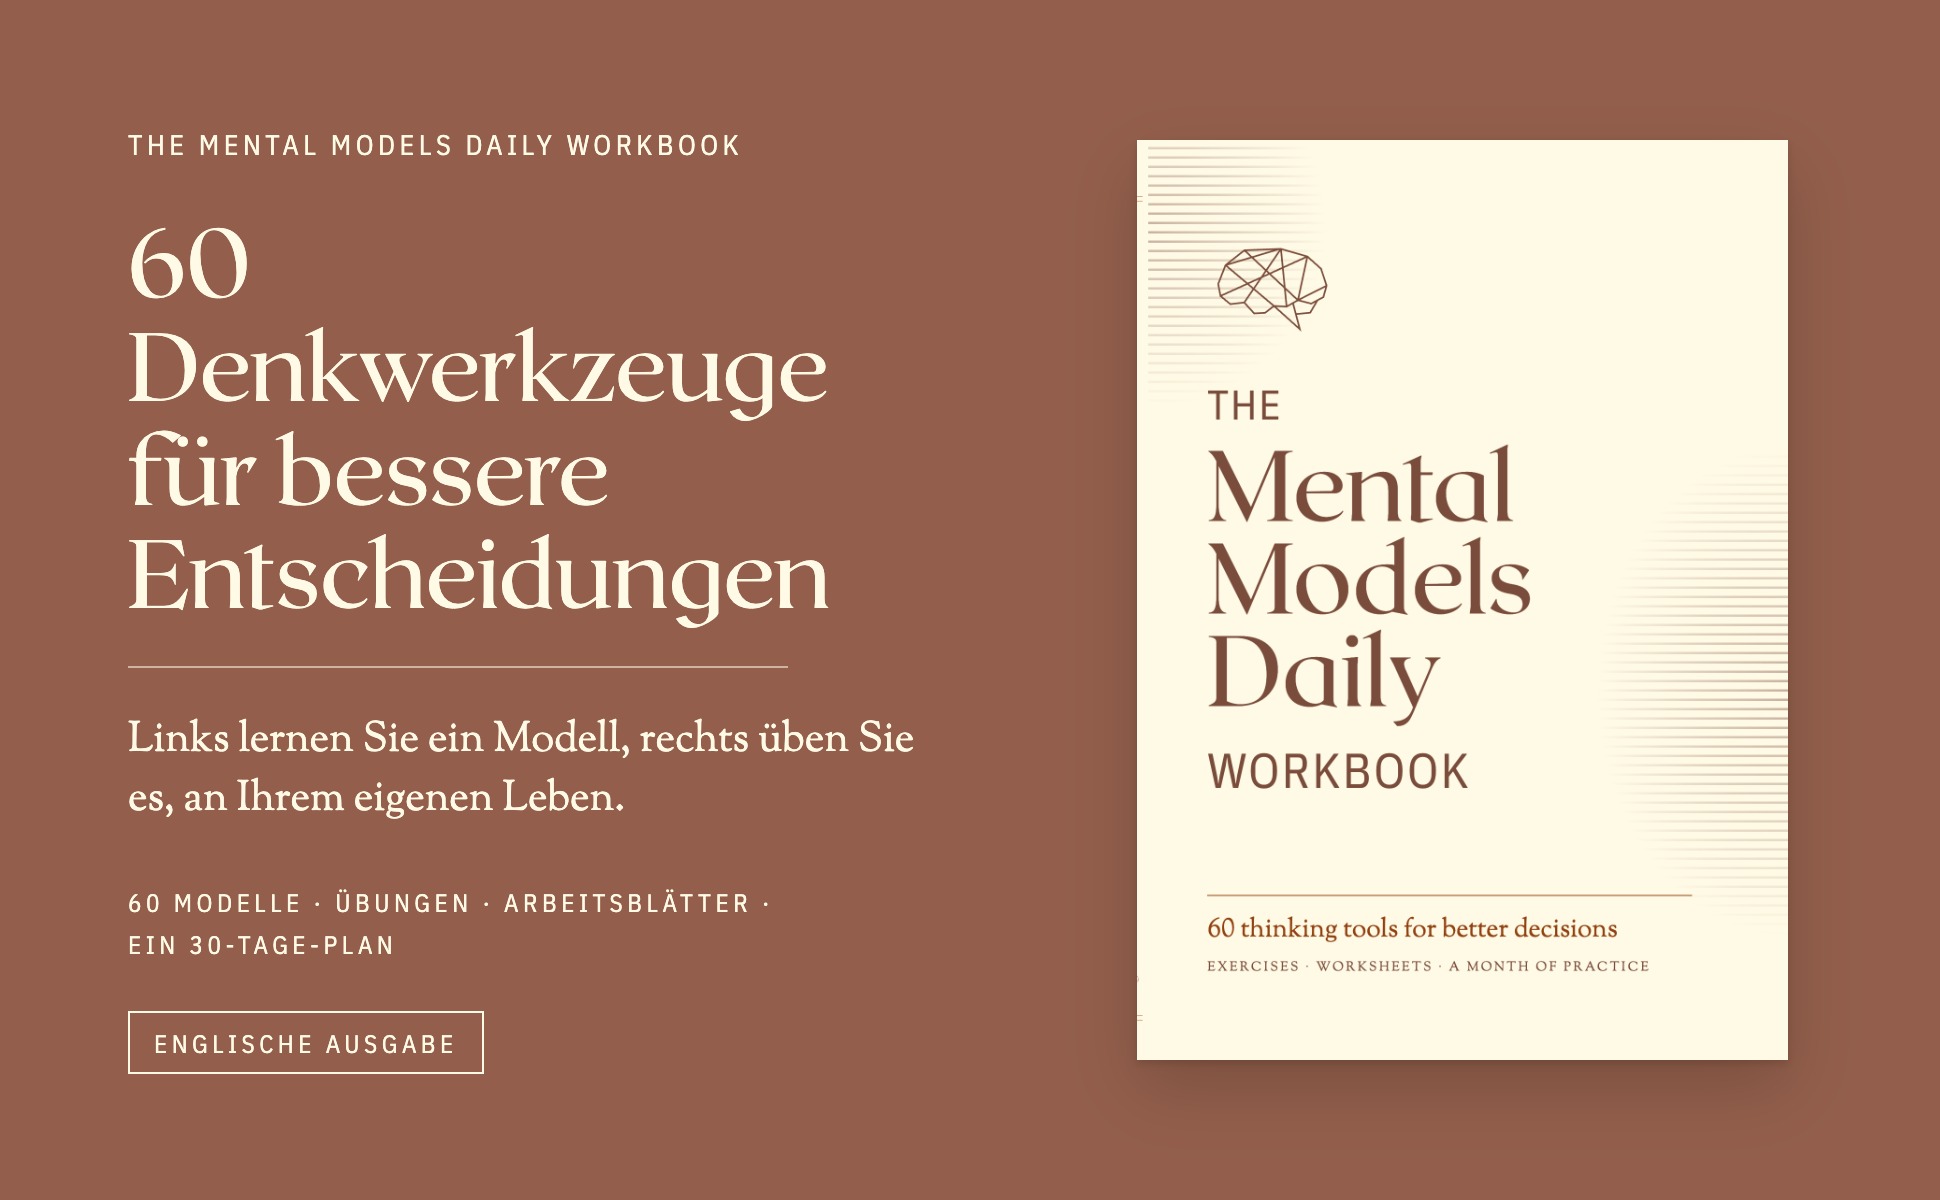 THE MENTAL MODELS DAILY WORKBOOK
60
Denkwerkzeuge
für bessere
Entscheidungen
Links lernen Sie ein Modell, rechts üben Sie
es, an Ihrem eigenen Leben.
60 MODELLE · ÜBUNGEN · ARBEITSBLÄTTER ·
EIN 30-TAGE-PLAN
ENGLISCHE AUSGABE
THE
Mental
Models
Daily
WORKBOOK
60 thinking tools for better decisions
EXERCISES · WORKSHEETS · A MONTH OF PRACTICE